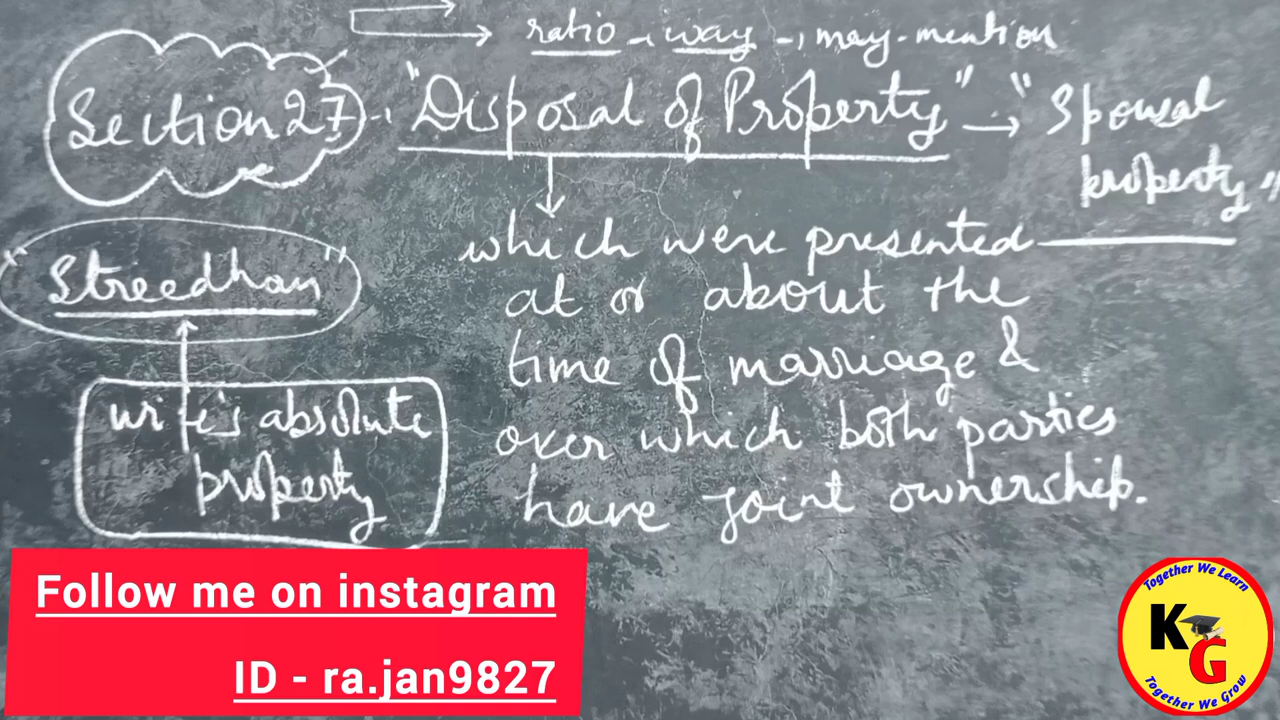 ratio -, way -, may-mention
Section 27 -. "Disposal of Property" → "Spousal
property"
which were presented
at or about the
time of marriage &
over which both parties
have joint ownership.
"Streedhan"
wife's absolute
property
Follow me on instagram
ID - ra.jan9827
Together We Learn
KG
Together We Grow